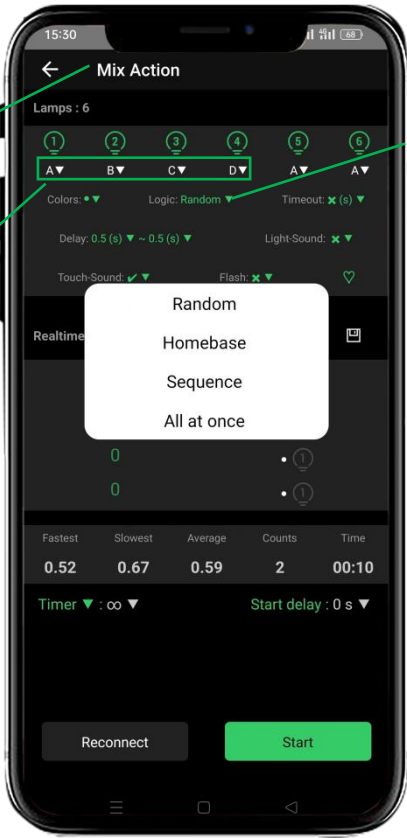 15:30 4G 68
← Mix Action
Lamps : 6
1 2 3 4 5 6
A▼ B▼ C▼ D▼ A▼ A▼
Colors: •▼ Logic: Random ▼ Timeout: ✖ (s) ▼
Delay: 0.5 (s) ▼ ~ 0.5 (s) ▼ Light-Sound: ✖ ▼
Touch-Sound: ✔ ▼ Flash: ✖ ▼
Realtime
Random
Homebase
Sequence
All at once
0 • 1
0 • 1
Fastest Slowest Average Counts Time
0.52 0.67 0.59 2 00:10
Timer ▼ : ∞ ▼ Start delay : 0 s ▼
Reconnect Start